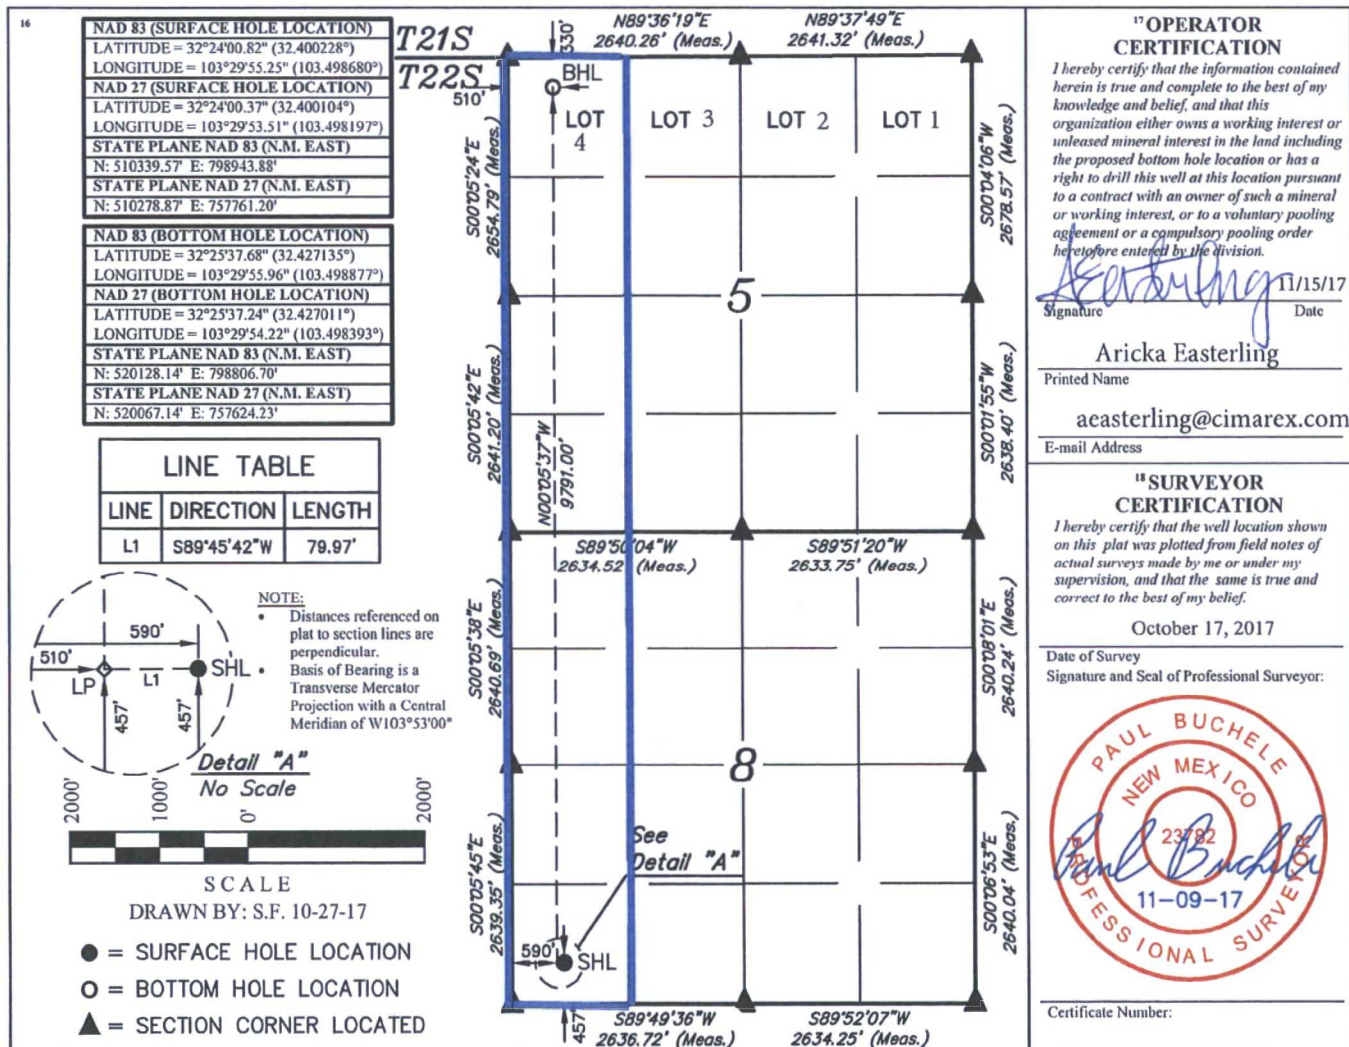 16
NAD 83 (SURFACE HOLE LOCATION)
LATITUDE = 32°24'00.82" (32.400228°)
LONGITUDE = 103°29'55.25" (103.498680°)
NAD 27 (SURFACE HOLE LOCATION)
LATITUDE = 32°24'00.37" (32.400104°)
LONGITUDE = 103°29'53.51" (103.498197°)
STATE PLANE NAD 83 (N.M. EAST)
N: 510339.57' E: 798943.88'
STATE PLANE NAD 27 (N.M. EAST)
N: 510278.87' E: 757761.20'
NAD 83 (BOTTOM HOLE LOCATION)
LATITUDE = 32°25'37.68" (32.427135°)
LONGITUDE = 103°29'55.96" (103.498877°)
NAD 27 (BOTTOM HOLE LOCATION)
LATITUDE = 32°25'37.24" (32.427011°)
LONGITUDE = 103°29'54.22" (103.498393°)
STATE PLANE NAD 83 (N.M. EAST)
N: 520128.14' E: 798806.70'
STATE PLANE NAD 27 (N.M. EAST)
N: 520067.14' E: 757624.23'
LINE TABLE
LINE DIRECTION LENGTH
L1 S89°45'42"W 79.97'
590'
510'
LP
L1
SHL
457'
457'
Detail "A"
No Scale
NOTE:
• Distances referenced on
plat to section lines are
perpendicular.
• Basis of Bearing is a
Transverse Mercator
Projection with a Central
Meridian of W103°53'00"
2000'
1000'
0'
2000'
SCALE
DRAWN BY: S.F. 10-27-17
● = SURFACE HOLE LOCATION
O = BOTTOM HOLE LOCATION
▲ = SECTION CORNER LOCATED
T21S
T22S
N89°36'19"E
2640.26' (Meas.)
N89°37'49"E
2641.32' (Meas.)
330'
BHL
510'
LOT
4
LOT 3
LOT 2
LOT 1
S00°05'24"E
2654.79' (Meas.)
S00°04'06"W
2678.57' (Meas.)
5
S00°05'42"E
2641.20' (Meas.)
N00°05'37"W
9791.00'
S00°01'55"W
2638.40' (Meas.)
S89°50'04"W
2634.52' (Meas.)
S89°51'20"W
2633.75' (Meas.)
S00°05'38"E
2640.69' (Meas.)
S00°08'01"E
2640.24' (Meas.)
8
See
Detail "A"
S00°05'45"E
2639.35' (Meas.)
S00°06'53"E
2640.04' (Meas.)
590'
SHL
457'
S89°49'36"W
2636.72' (Meas.)
S89°52'07"W
2634.25' (Meas.)
17 OPERATOR
CERTIFICATION
I hereby certify that the information contained
herein is true and complete to the best of my
knowledge and belief, and that this
organization either owns a working interest or
unleased mineral interest in the land including
the proposed bottom hole location or has a
right to drill this well at this location pursuant
to a contract with an owner of such a mineral
or working interest, or to a voluntary pooling
agreement or a compulsory pooling order
heretofore entered by the division.
AEasterling 11/15/17
Signature Date
Aricka Easterling
Printed Name
aeasterling@cimarex.com
E-mail Address
18 SURVEYOR
CERTIFICATION
I hereby certify that the well location shown
on this plat was plotted from field notes of
actual surveys made by me or under my
supervision, and that the same is true and
correct to the best of my belief.
October 17, 2017
Date of Survey
Signature and Seal of Professional Surveyor:
PAUL BUCHELE
NEW MEXICO
23782
Paul Buchele
11-09-17
PROFESSIONAL SURVEYOR
Certificate Number: